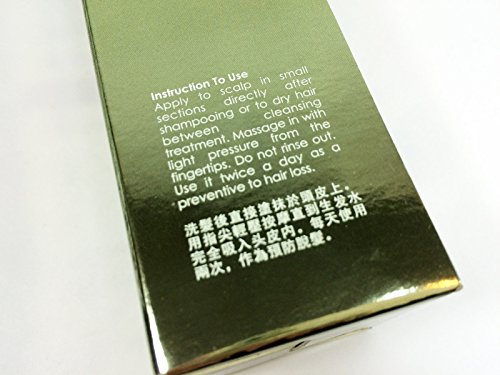 Instruction To Use
Apply to scalp in small
sections directly after
shampooing or to dry hair
between cleansing
treatment. Massage in with
light pressure from the
fingertips. Do not rinse out.
Use it twice a day as a
preventive to hair loss.
洗髮後直接塗抹於頭皮上。
用指尖輕輕按摩直到生发水
完全吸入头皮内。每天使用
兩次，作為預防脫髮。